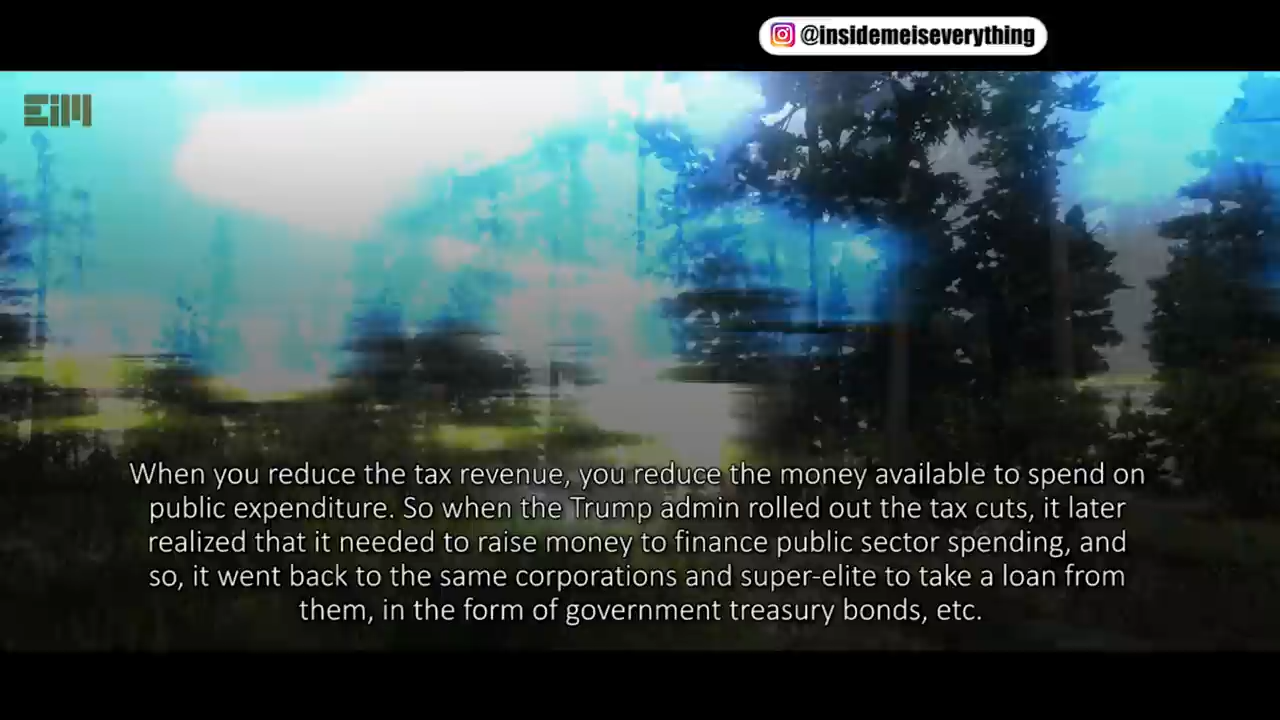 @insidemeiseverything
EiM
When you reduce the tax revenue, you reduce the money available to spend on
public expenditure. So when the Trump admin rolled out the tax cuts, it later
realized that it needed to raise money to finance public sector spending, and
so, it went back to the same corporations and super-elite to take a loan from
them, in the form of government treasury bonds, etc.